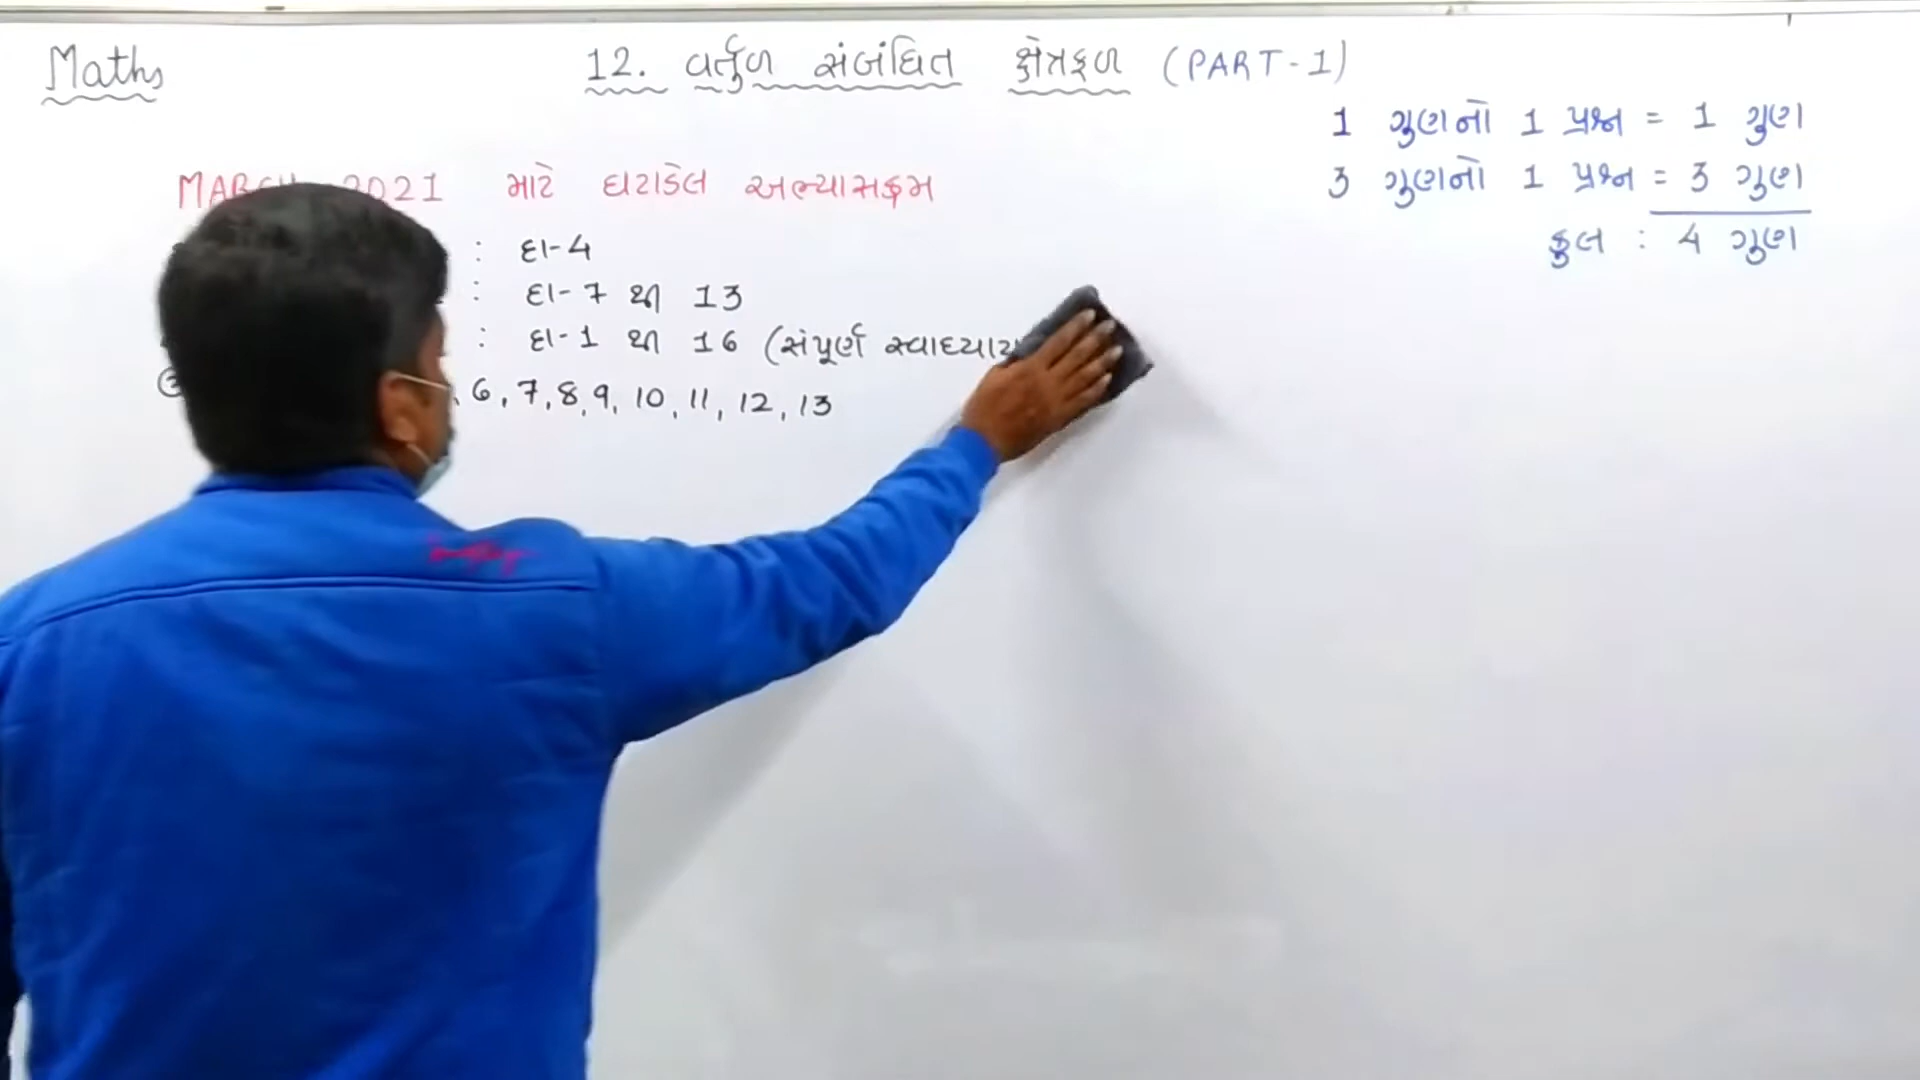 Maths
12. વર્તુળ સંબંધિત ક્ષેત્રફળ (PART-1)
1 ગુણનો 1 પ્રશ્ન = 1 ગુણ
3 ગુણનો 1 પ્રશ્ન = 3 ગુણ
કુલ : 4 ગુણ
MARCH 2021 માટે ઘટાડેલ અભ્યાસક્રમ
: દા-4
: દા-7 થી 13
: દા-1 થી 16 (સંપૂર્ણ સ્વાધ્યાય
6, 7, 8, 9, 10, 11, 12, 13